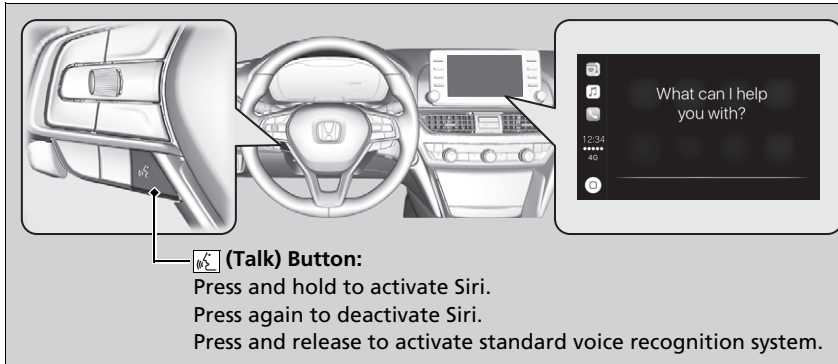 What can I help
you with?
12:34
4G
(Talk) Button:
Press and hold to activate Siri.
Press again to deactivate Siri.
Press and release to activate standard voice recognition system.